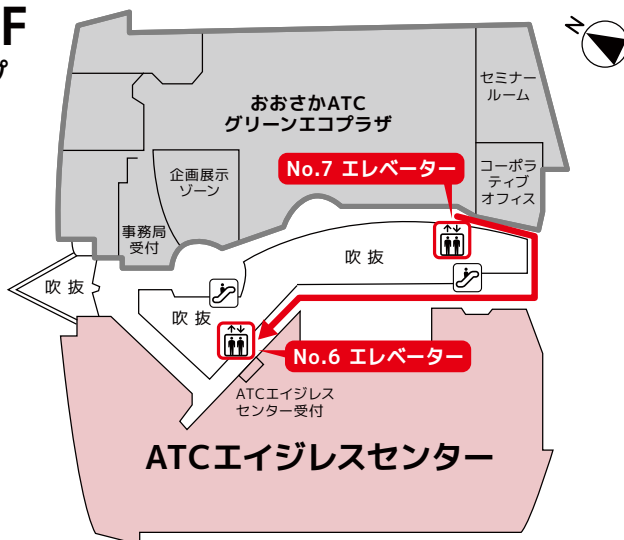 F
プ
N
セミナー
ルーム
おおさかATC
グリーンエコプラザ
No.7 エレベーター
コーポラ
ティブ
オフィス
企画展示
ゾーン
事務局
受付
吹抜
吹抜
吹抜
No.6 エレベーター
ATCエイジレス
センター受付
ATCエイジレスセンター